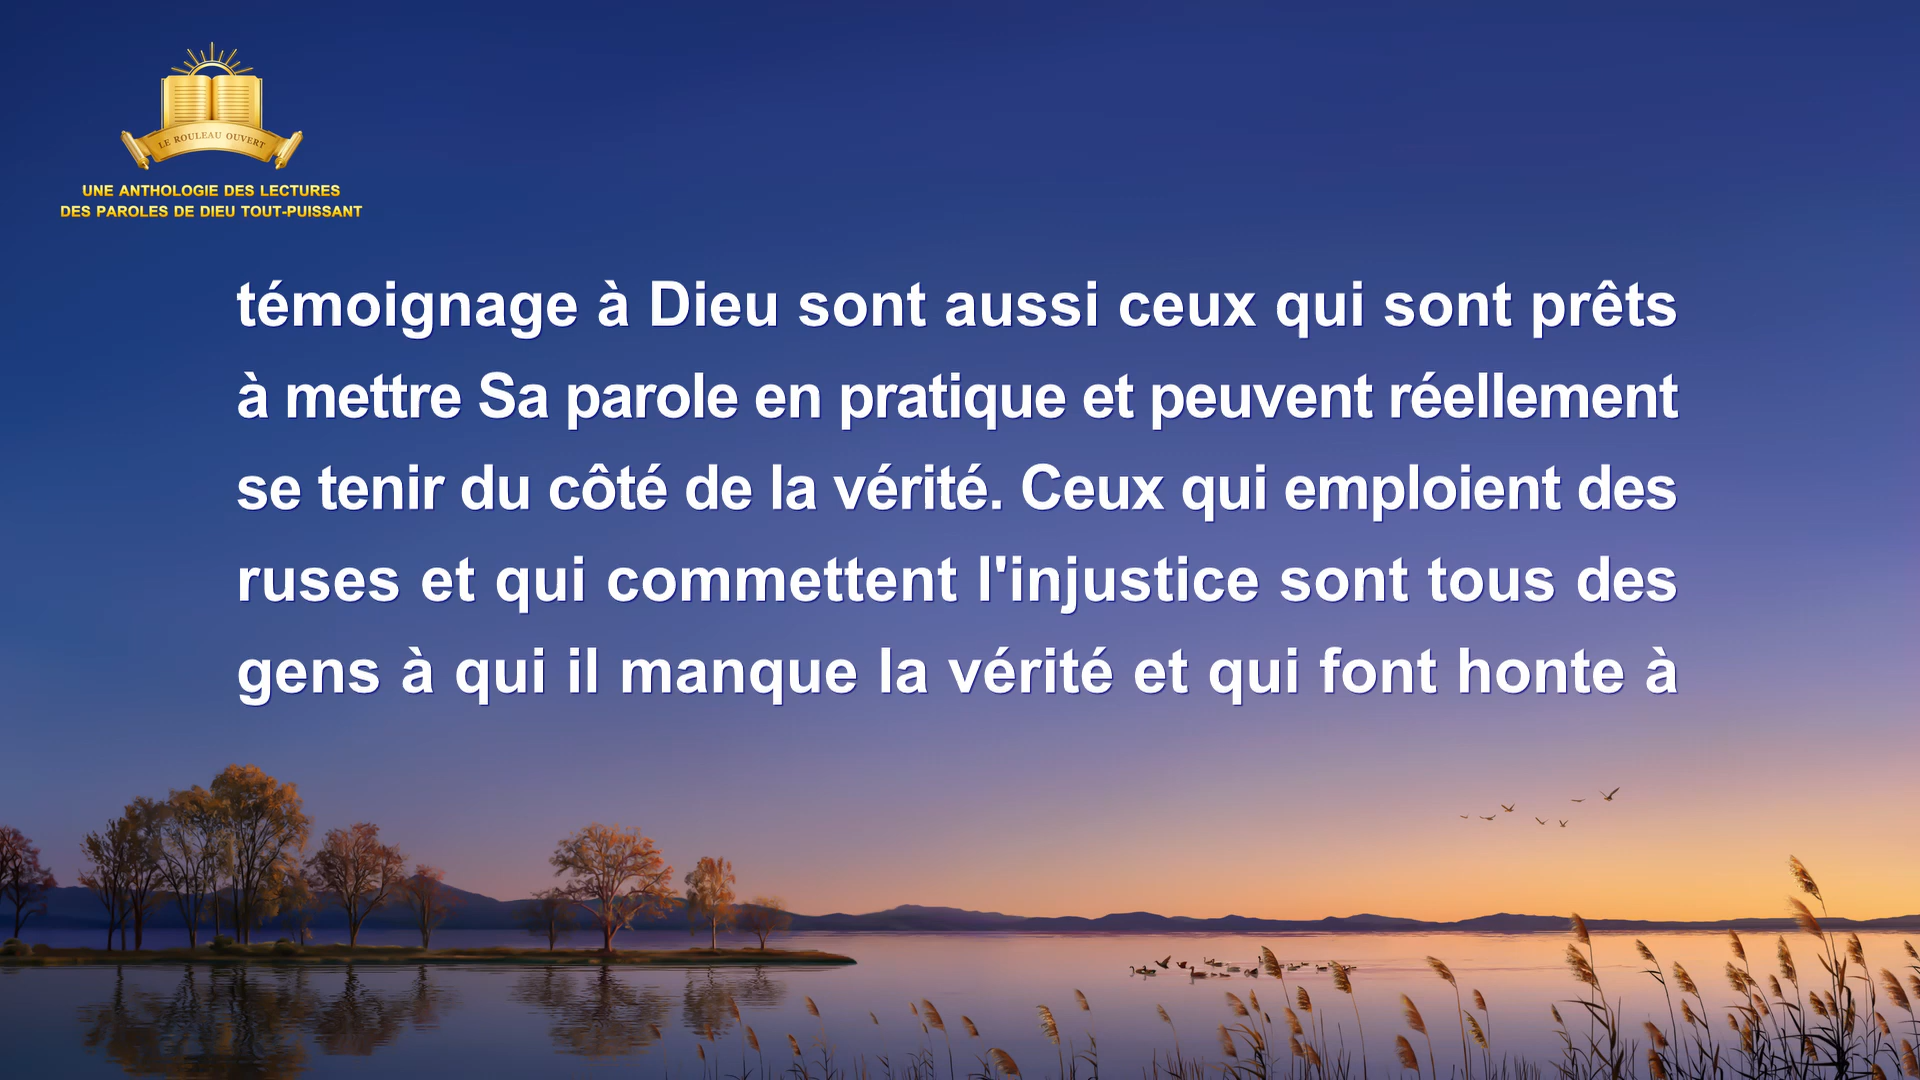 LE ROULEAU OUVERT
UNE ANTHOLOGIE DES LECTURES
DES PAROLES DE DIEU TOUT-PUISSANT
témoignage à Dieu sont aussi ceux qui sont prêts
à mettre Sa parole en pratique et peuvent réellement
se tenir du côté de la vérité. Ceux qui emploient des
ruses et qui commettent l'injustice sont tous des
gens à qui il manque la vérité et qui font honte à